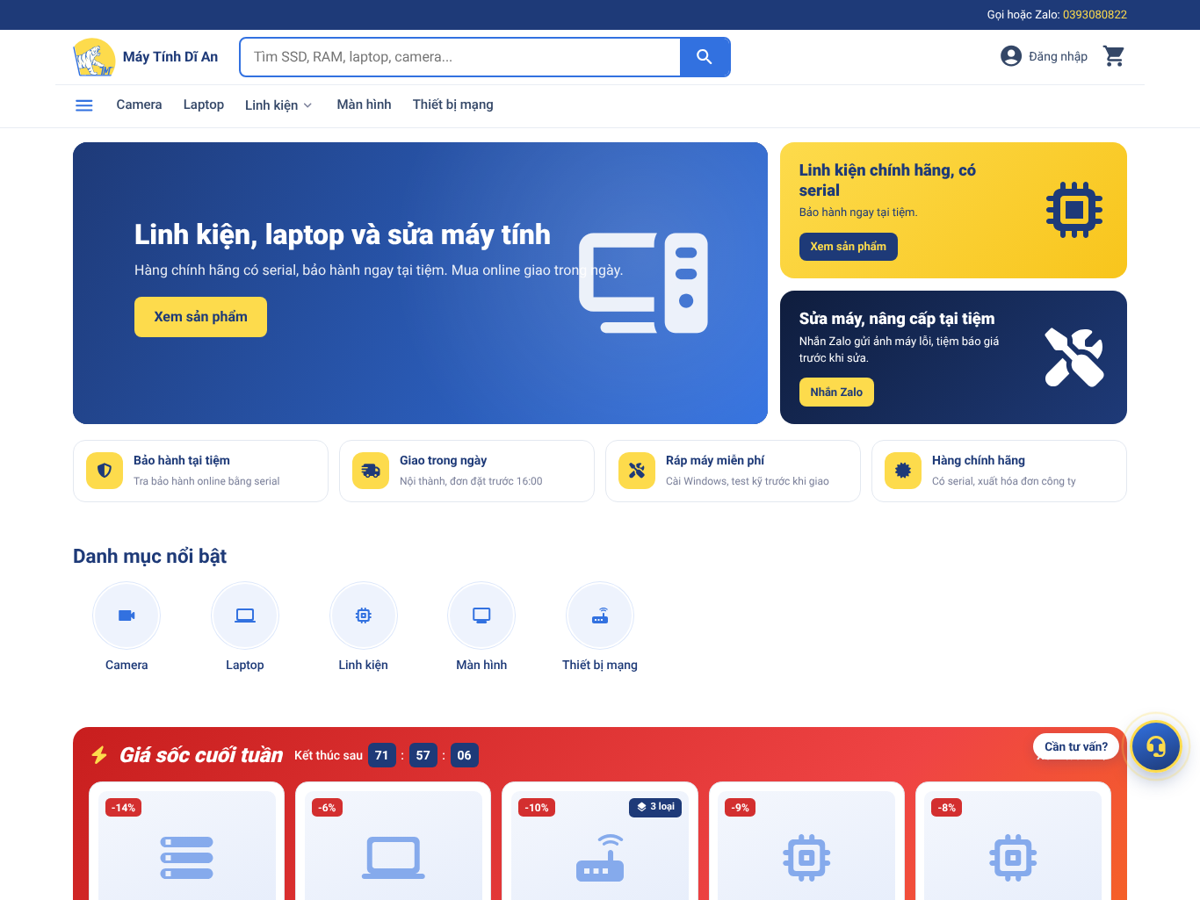 Gọi hoặc Zalo: 0393080822
Máy Tính Dĩ An
Tìm SSD, RAM, laptop, camera...
Đăng nhập
Camera
Laptop
Linh kiện
Màn hình
Thiết bị mạng
Linh kiện, laptop và sửa máy tính
Hàng chính hãng có serial, bảo hành ngay tại tiệm. Mua online giao trong ngày.
Xem sản phẩm
Linh kiện chính hãng, có
serial
Bảo hành ngay tại tiệm.
Xem sản phẩm
Sửa máy, nâng cấp tại tiệm
Nhắn Zalo gửi ảnh máy lỗi, tiệm báo giá
trước khi sửa.
Nhắn Zalo
Bảo hành tại tiệm
Tra bảo hành online bằng serial
Giao trong ngày
Nội thành, đơn đặt trước 16:00
Ráp máy miễn phí
Cài Windows, test kỹ trước khi giao
Hàng chính hãng
Có serial, xuất hóa đơn công ty
Danh mục nổi bật
Camera
Laptop
Linh kiện
Màn hình
Thiết bị mạng
Giá sốc cuối tuần
Kết thúc sau 71 : 57 : 06
Cần tư vấn?
-14%
-6%
-10%
3 loại
-9%
-8%